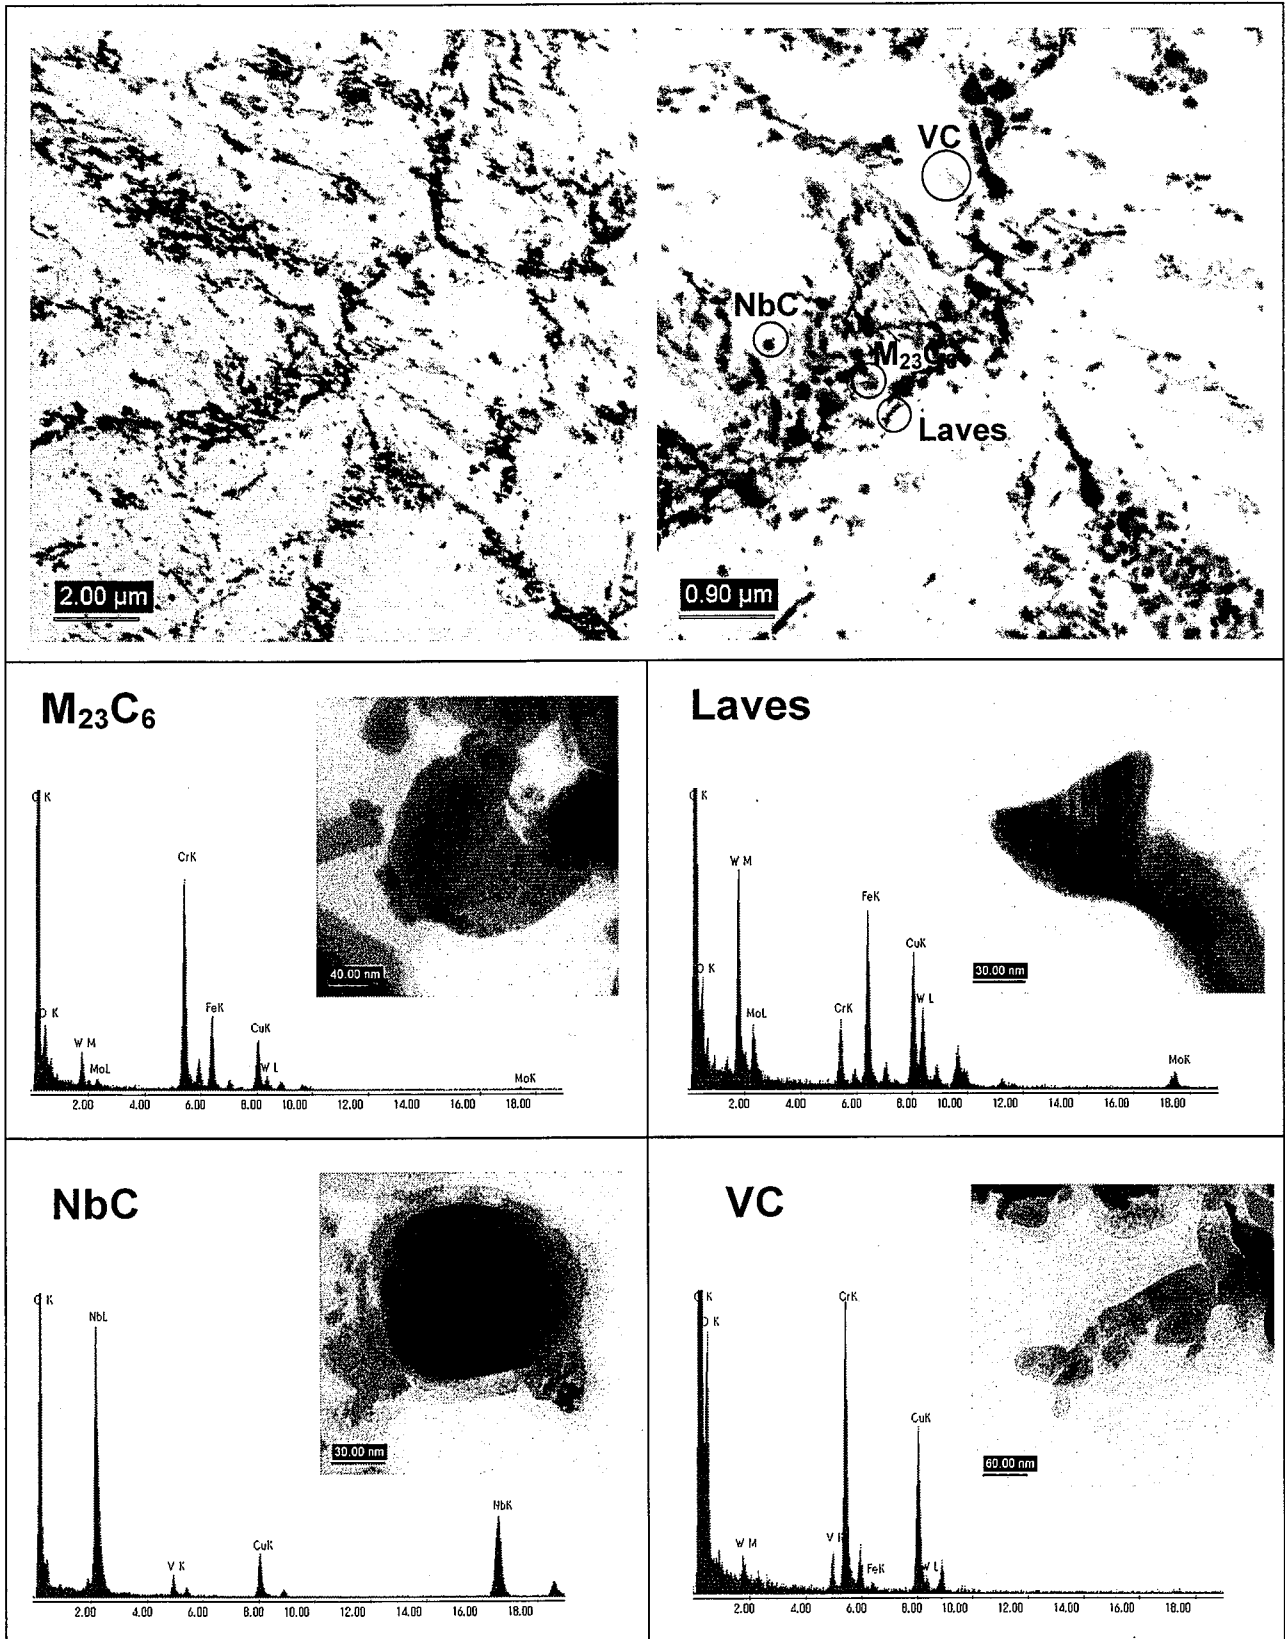 VC
NbC
M₂₃C
Laves
2.00 µm
0.90 µm
M₂₃C₆
C K
CrK
O K
FeK
W M
CuK
MoL
W L
MoK
40.00 nm
2.00 4.00 6.00 8.00 10.00 12.00 14.00 16.00 18.00
Laves
C K
W M
FeK
CuK
O K
W L
MoL
CrK
MoK
30.00 nm
2.00 4.00 6.00 8.00 10.00 12.00 14.00 16.00 18.00
NbC
C K
NbL
NbK
CuK
V K
30.00 nm
2.00 4.00 6.00 8.00 10.00 12.00 14.00 16.00 18.00
VC
C K
CrK
O K
CuK
W M
V K
FeK
W L
60.00 nm
2.00 4.00 6.00 8.00 10.00 12.00 14.00 16.00 18.00